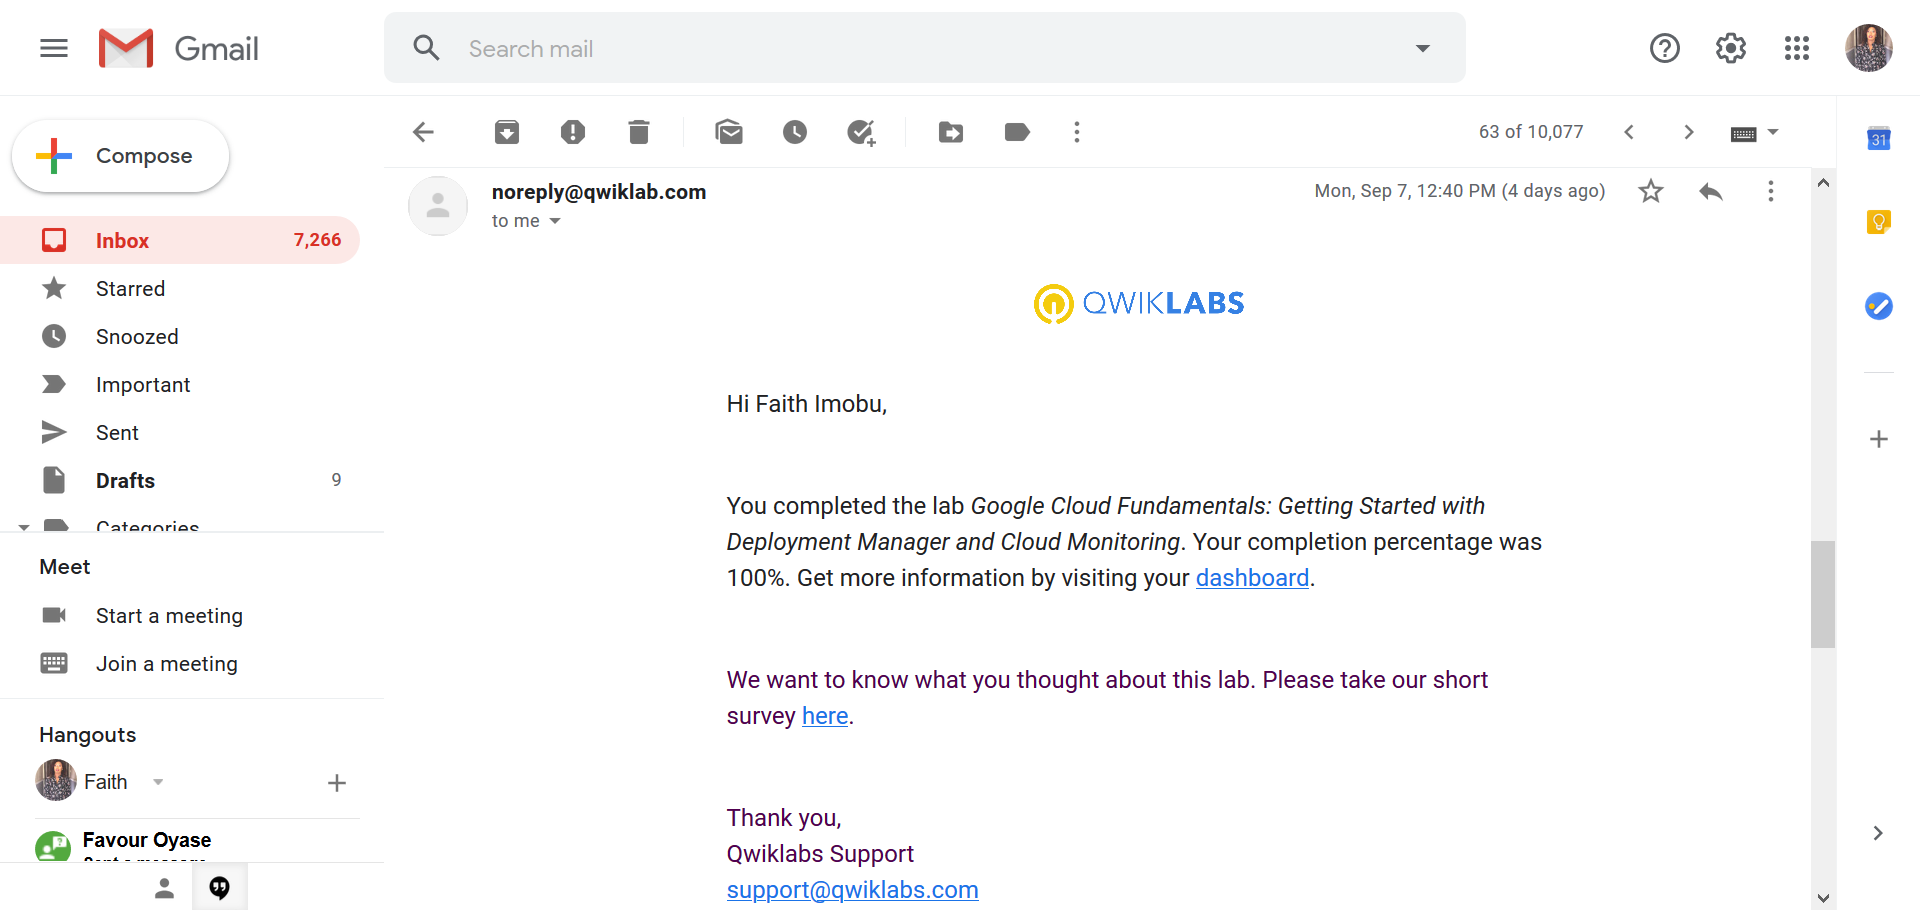 Gmail
Search mail
Compose
63 of 10,077
31
Inbox 7,266
Starred
Snoozed
Important
Sent
Drafts 9
Categories
Meet
Start a meeting
Join a meeting
Hangouts
Faith
Favour Oyase
noreply@qwiklab.com
Mon, Sep 7, 12:40 PM (4 days ago)
to me
QWIKLABS
Hi Faith Imobu,
You completed the lab Google Cloud Fundamentals: Getting Started with
Deployment Manager and Cloud Monitoring. Your completion percentage was
100%. Get more information by visiting your dashboard.
We want to know what you thought about this lab. Please take our short
survey here.
Thank you,
Qwiklabs Support
support@qwiklabs.com